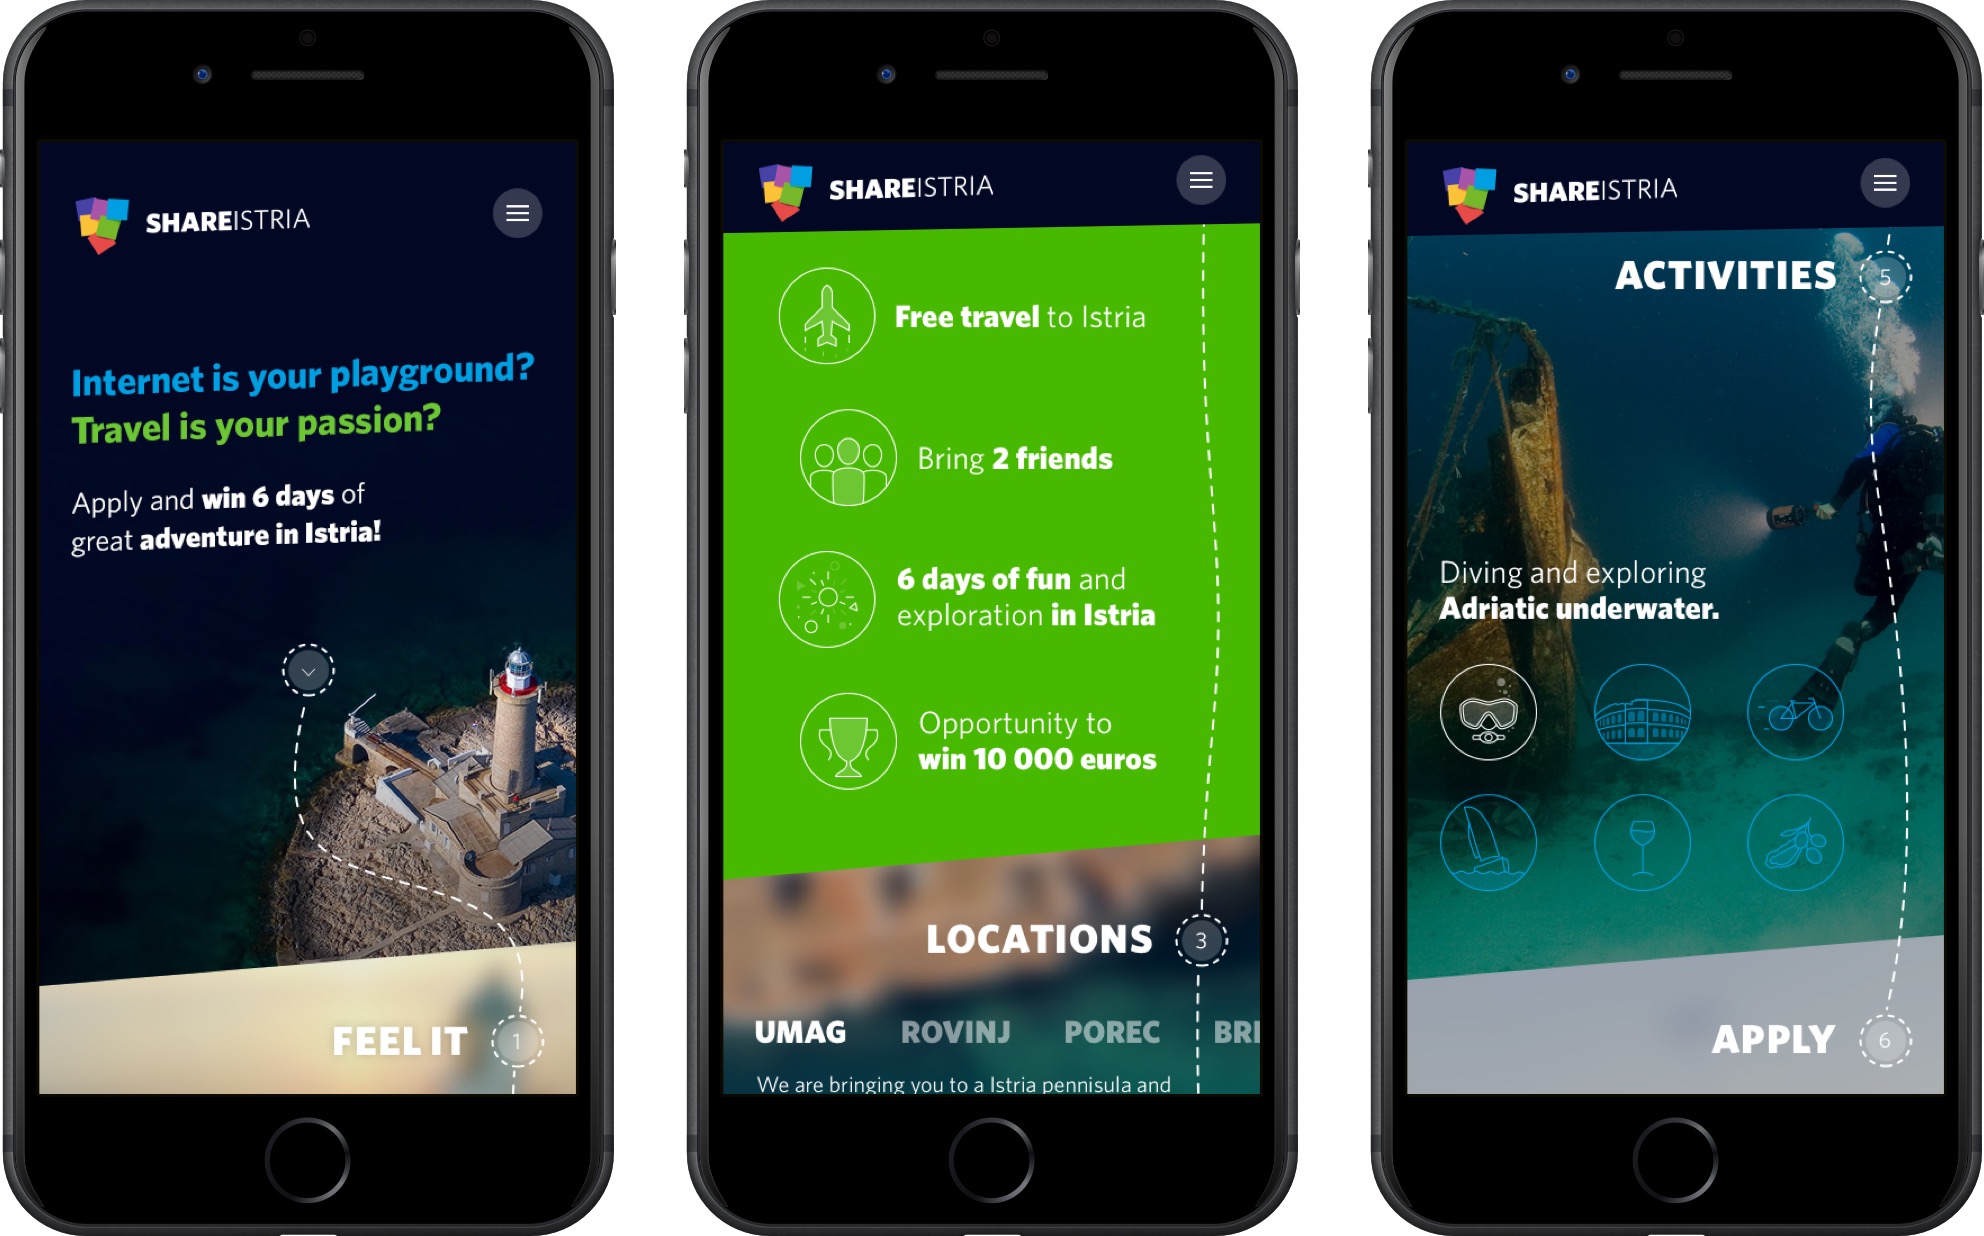 SHAREISTRIA
Internet is your playground?
Travel is your passion?
Apply and win 6 days of
great adventure in Istria!
FEEL IT 1
SHAREISTRIA
Free travel to Istria
Bring 2 friends
6 days of fun and
exploration in Istria
Opportunity to
win 10 000 euros
LOCATIONS 3
UMAG ROVINJ POREC BRI
We are bringing you to a Istria pennisula and
SHAREISTRIA
ACTIVITIES 5
Diving and exploring
Adriatic underwater.
APPLY 6